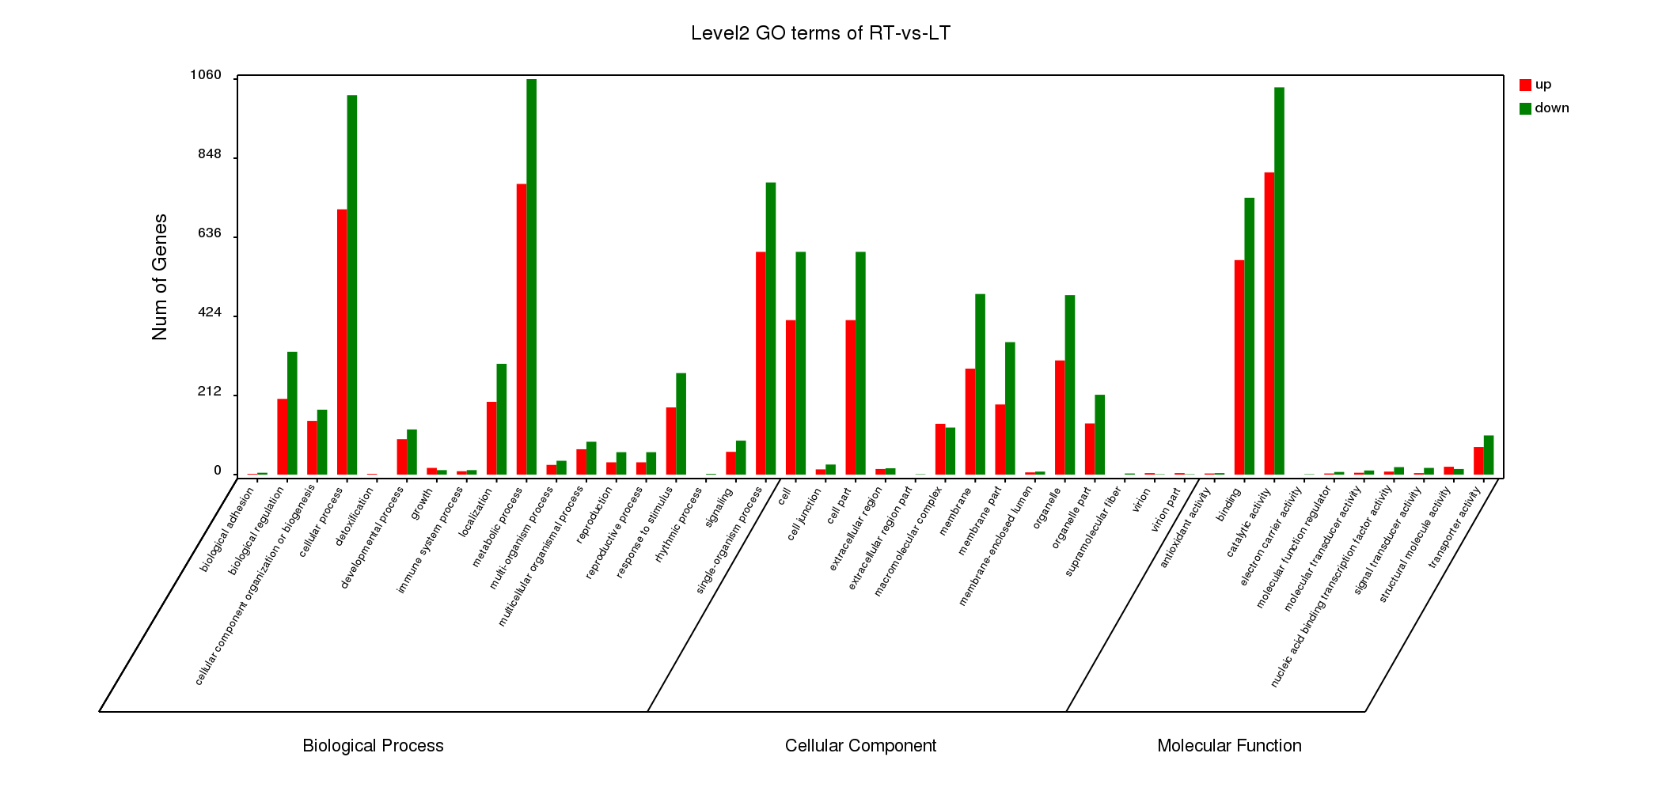 Level2 GO terms of RT-vs-LT
1060
848
636
424
212
0
Num of Genes
up
down
biological adhesion
biological regulation
cellular component organization or biogenesis
cellular process
detoxification
developmental process
growth
immune system process
localization
metabolic process
multi-organism process
multicellular organismal process
reproduction
reproductive process
response to stimulus
rhythmic process
signaling
single-organism process
cell
cell junction
cell part
extracellular region
extracellular region part
macromolecular complex
membrane
membrane part
membrane-enclosed lumen
organelle
organelle part
supramolecular fiber
virion
virion part
antioxidant activity
binding
catalytic activity
electron carrier activity
molecular function regulator
molecular transducer activity
nucleic acid binding transcription factor activity
signal transducer activity
structural molecule activity
transporter activity
Biological Process
Cellular Component
Molecular Function